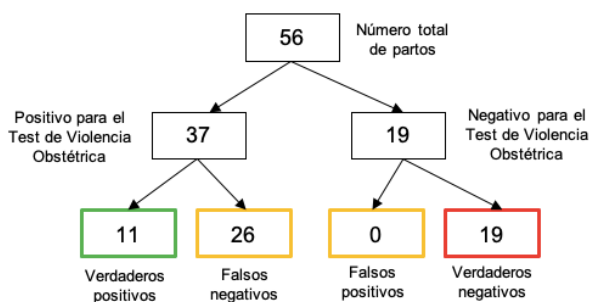 56
Número total
de partos
Positivo para el
Test de Violencia
Obstétrica
37
19
Negativo para el
Test de Violencia
Obstétrica
11
26
0
19
Verdaderos
positivos
Falsos
negativos
Falsos
positivos
Verdaderos
negativos